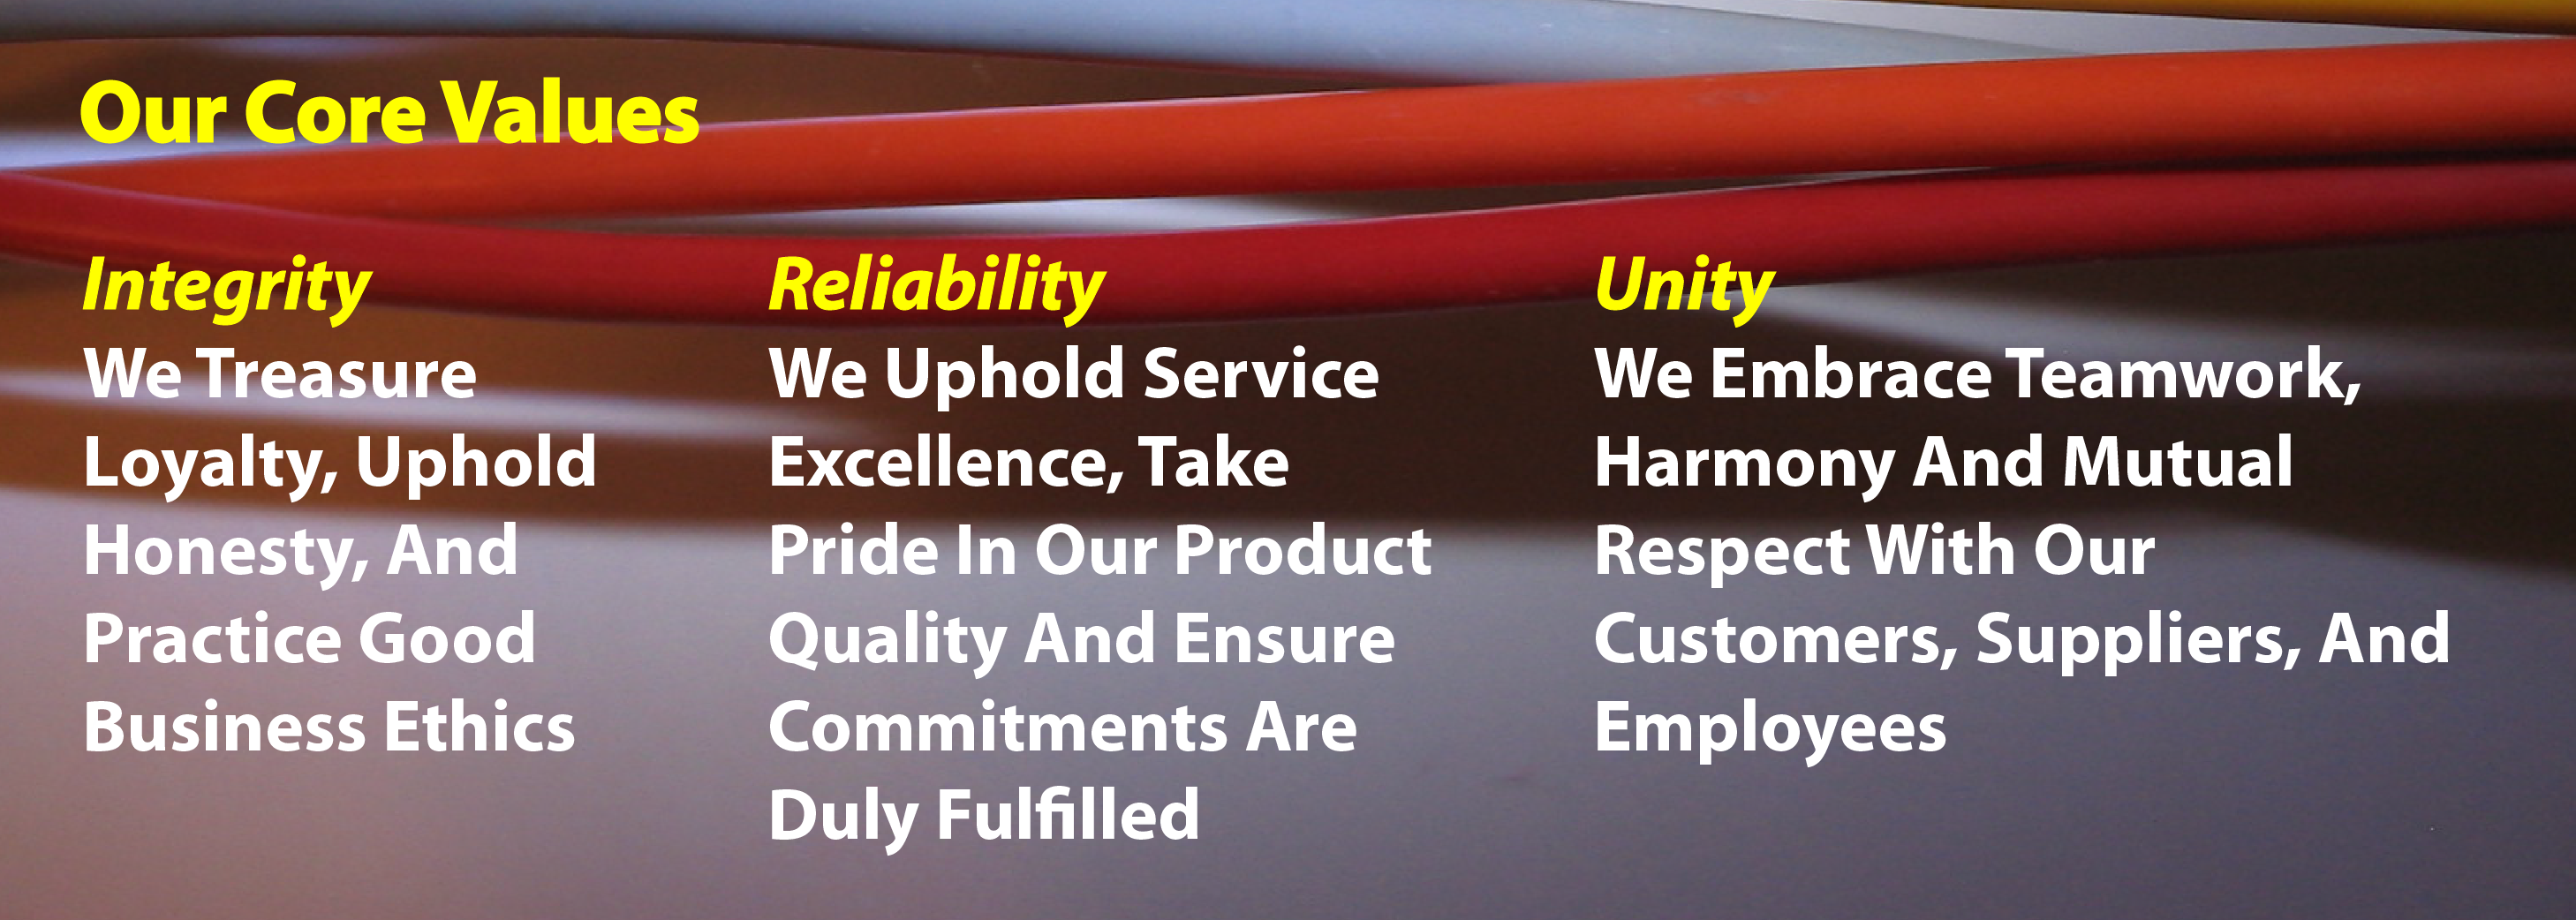 Our Core Values
Integrity
We Treasure
Loyalty, Uphold
Honesty, And
Practice Good
Business Ethics
Reliability
We Uphold Service
Excellence, Take
Pride In Our Product
Quality And Ensure
Commitments Are
Duly Fulfilled
Unity
We Embrace Teamwork,
Harmony And Mutual
Respect With Our
Customers, Suppliers, And
Employees